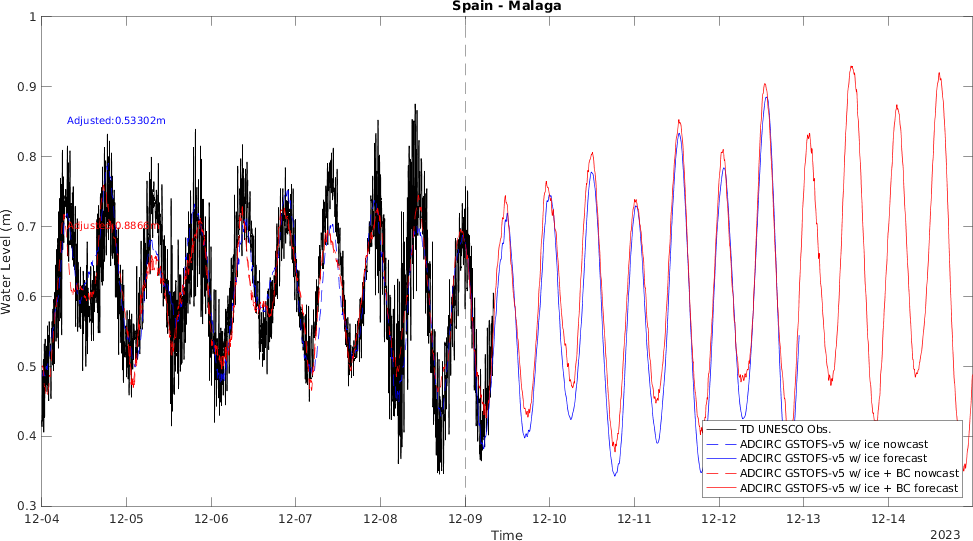 Spain - Malaga
1
0.9
0.8
0.7
0.6
0.5
0.4
0.3
Water Level (m)
Adjusted:0.53302m
12-04
12-05
12-06
12-07
12-08
12-09
12-10
12-11
12-12
12-13
12-14
Time
2023
TD UNESCO Obs.
ADCIRC GSTOFS-v5 w/ ice nowcast
ADCIRC GSTOFS-v5 w/ ice forecast
ADCIRC GSTOFS-v5 w/ ice + BC nowcast
ADCIRC GSTOFS-v5 w/ ice + BC forecast